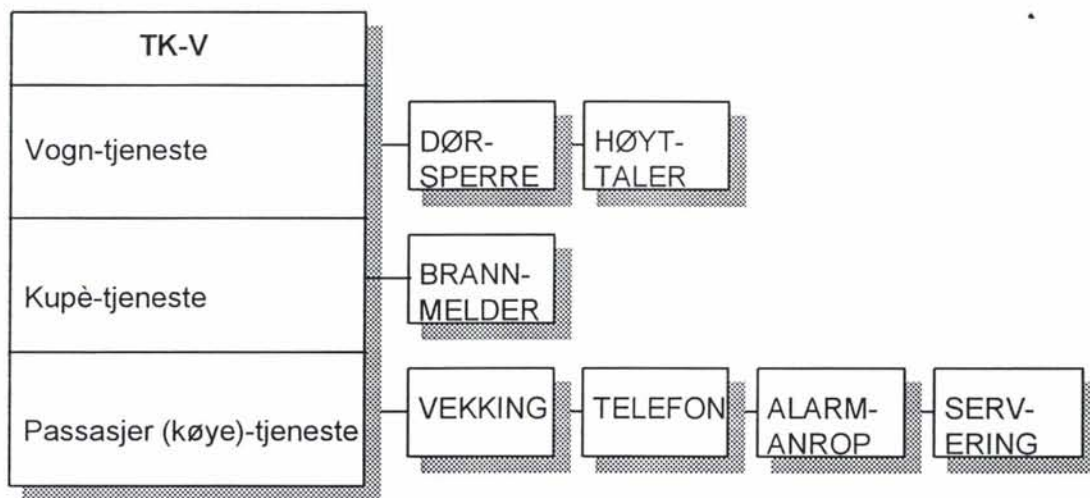 TK-V
Vogn-tjeneste
DØR-
SPERRE
HØYT-
TALER
Kupè-tjeneste
BRANN-
MELDER
Passasjer (køye)-tjeneste
VEKKING
TELEFON
ALARM-
ANROP
SERV-
ERING